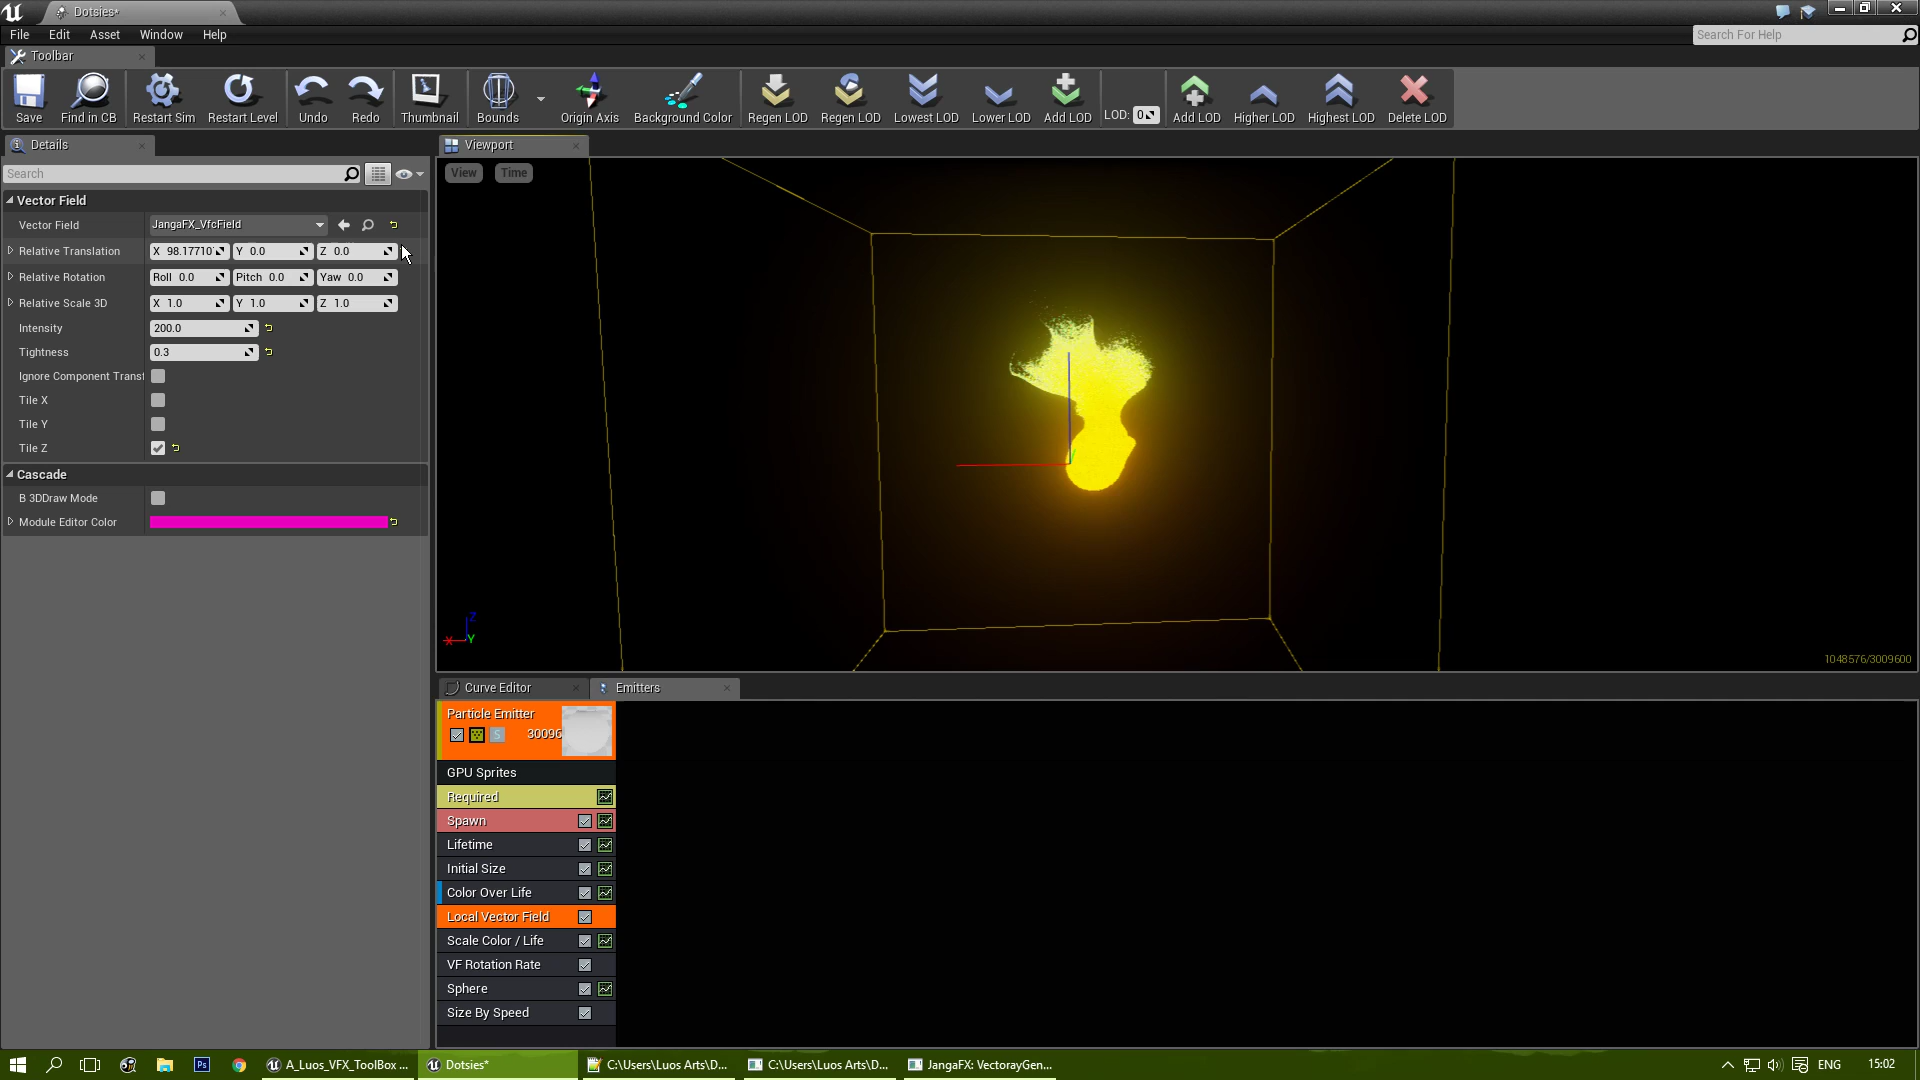 Dotsies*
File Edit Asset Window Help
Search For Help
Toolbar
Save Find in CB Restart Sim Restart Level Undo Redo Thumbnail Bounds Origin Axis Background Color Regen LOD Regen LOD Lowest LOD Lower LOD Add LOD LOD: 0 Add LOD Higher LOD Highest LOD Delete LOD
Details
Search
Vector Field
Vector Field JangaFX_VfcField
Relative Translation X 98.17710 Y 0.0 Z 0.0
Relative Rotation Roll 0.0 Pitch 0.0 Yaw 0.0
Relative Scale 3D X 1.0 Y 1.0 Z 1.0
Intensity 200.0
Tightness 0.3
Ignore Component Transf
Tile X
Tile Y
Tile Z
Cascade
B 3DDraw Mode
Module Editor Color
Viewport
View Time
Z
X Y
1048576/3009600
Curve Editor Emitters
Particle Emitter
30096
S
GPU Sprites
Required
Spawn
Lifetime
Initial Size
Color Over Life
Local Vector Field
Scale Color / Life
VF Rotation Rate
Sphere
Size By Speed
Ps A_Luos_VFX_ToolBox ... Dotsies* C:\Users\Luos Arts\D... C:\Users\Luos Arts\D... JangaFX: VectorayGen... ENG 15:02